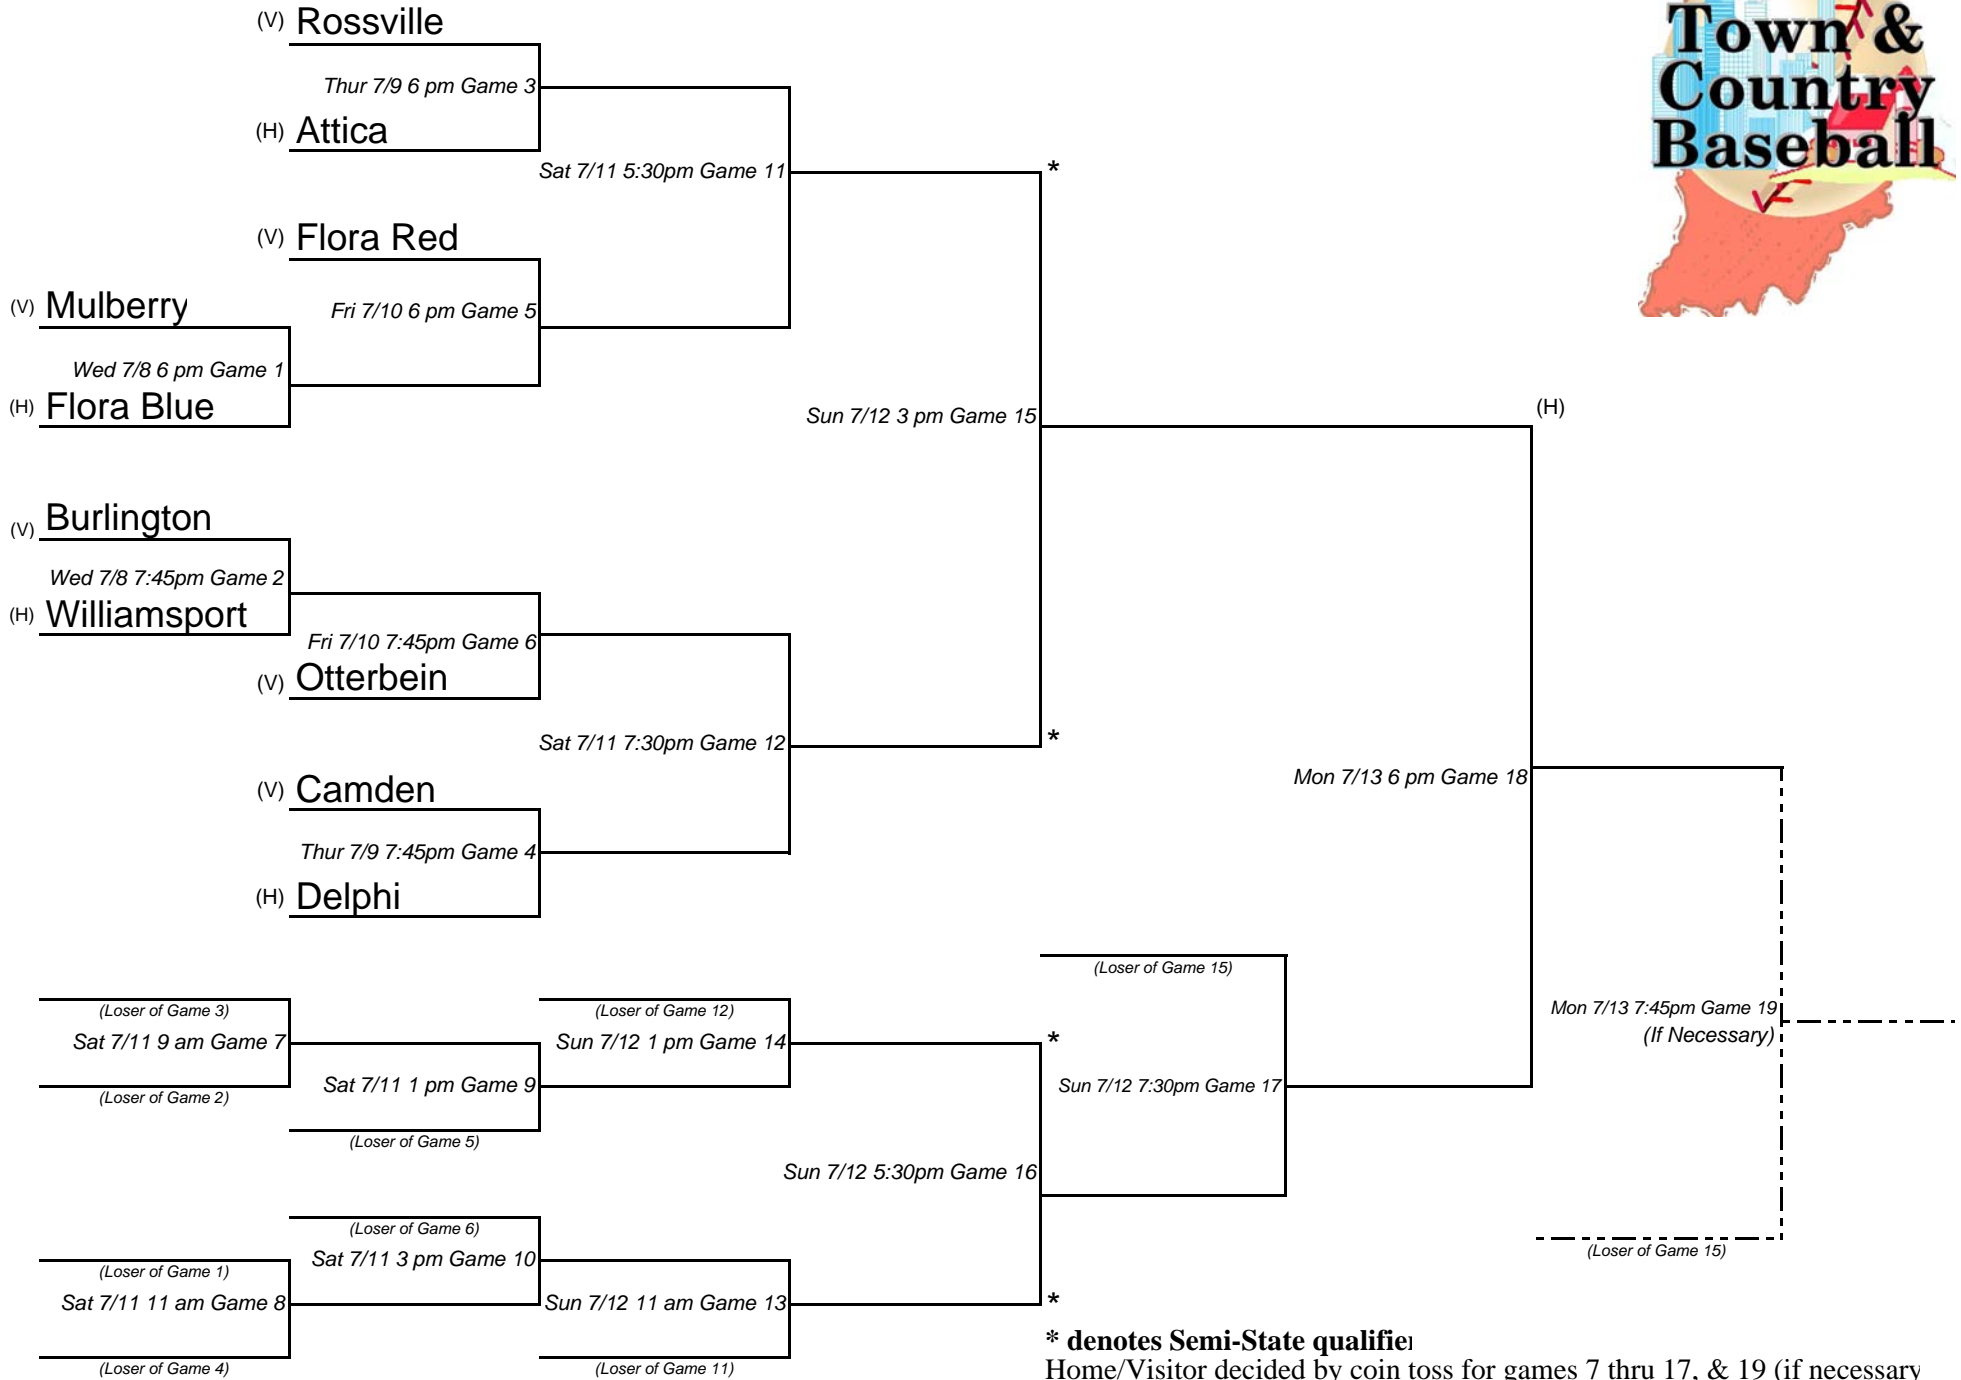 Town &
Country
Baseball
(V) Rossville
Thur 7/9 6 pm Game 3
(H) Attica
Sat 7/11 5:30pm Game 11
*
(V) Flora Red
(V) Mulberry
Fri 7/10 6 pm Game 5
Wed 7/8 6 pm Game 1
(H) Flora Blue
Sun 7/12 3 pm Game 15
(H)
(V) Burlington
Wed 7/8 7:45pm Game 2
(H) Williamsport
Fri 7/10 7:45pm Game 6
(V) Otterbein
Sat 7/11 7:30pm Game 12
*
Mon 7/13 6 pm Game 18
(V) Camden
Thur 7/9 7:45pm Game 4
(H) Delphi
(Loser of Game 15)
(Loser of Game 3)
(Loser of Game 12)
Mon 7/13 7:45pm Game 19
(If Necessary)
Sat 7/11 9 am Game 7
Sun 7/12 1 pm Game 14
*
Sat 7/11 1 pm Game 9
Sun 7/12 7:30pm Game 17
(Loser of Game 2)
(Loser of Game 5)
Sun 7/12 5:30pm Game 16
(Loser of Game 6)
Sat 7/11 3 pm Game 10
(Loser of Game 15)
(Loser of Game 1)
Sat 7/11 11 am Game 8
Sun 7/12 11 am Game 13
*
(Loser of Game 4)
(Loser of Game 11)
* denotes Semi-State qualifier
Home/Visitor decided by coin toss for games 7 thru 17, & 19 (if necessary